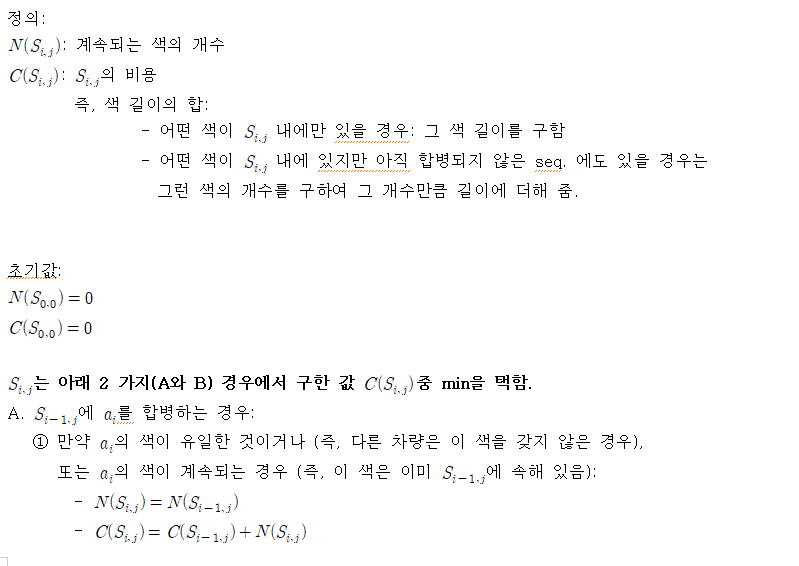 정의:
N(S_{i,j}): 계속되는 색의 개수
C(S_{i,j}): S_{i,j}의 비용
즉, 색 길이의 합:
- 어떤 색이 S_{i,j} 내에만 있을 경우: 그 색 길이를 구함
- 어떤 색이 S_{i,j} 내에 있지만 아직 합병되지 않은 seq. 에도 있을 경우는
그런 색의 개수를 구하여 그 개수만큼 길이에 더해 줌.
초기값:
N(S_{0,0}) = 0
C(S_{0,0}) = 0
S_{i,j}는 아래 2 가지(A와 B) 경우에서 구한 값 C(S_{i,j})중 min을 택함.
A. S_{i-1,j}에 a_i를 합병하는 경우:
① 만약 a_i의 색이 유일한 것이거나 (즉, 다른 차량은 이 색을 갖지 않은 경우),
또는 a_i의 색이 계속되는 경우 (즉, 이 색은 이미 S_{i-1,j}에 속해 있음):
- N(S_{i,j}) = N(S_{i-1,j})
- C(S_{i,j}) = C(S_{i-1,j}) + N(S_{i,j})